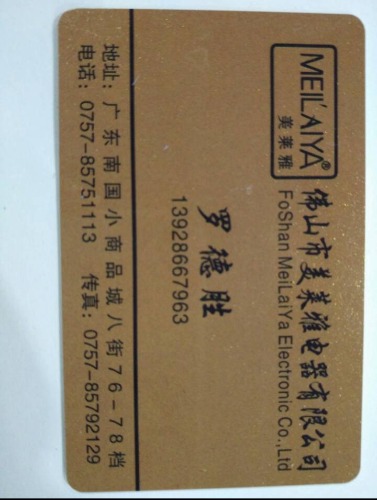 MEILAIYA®
美莱雅
佛山市美莱雅电器有限公司
FoShan MeiLaiYa Electronic Co.,Ltd
罗德胜
13928667963
地址：广东南国小商品城八街76-78档
电话：0757-85751113 传真：0757-85792129